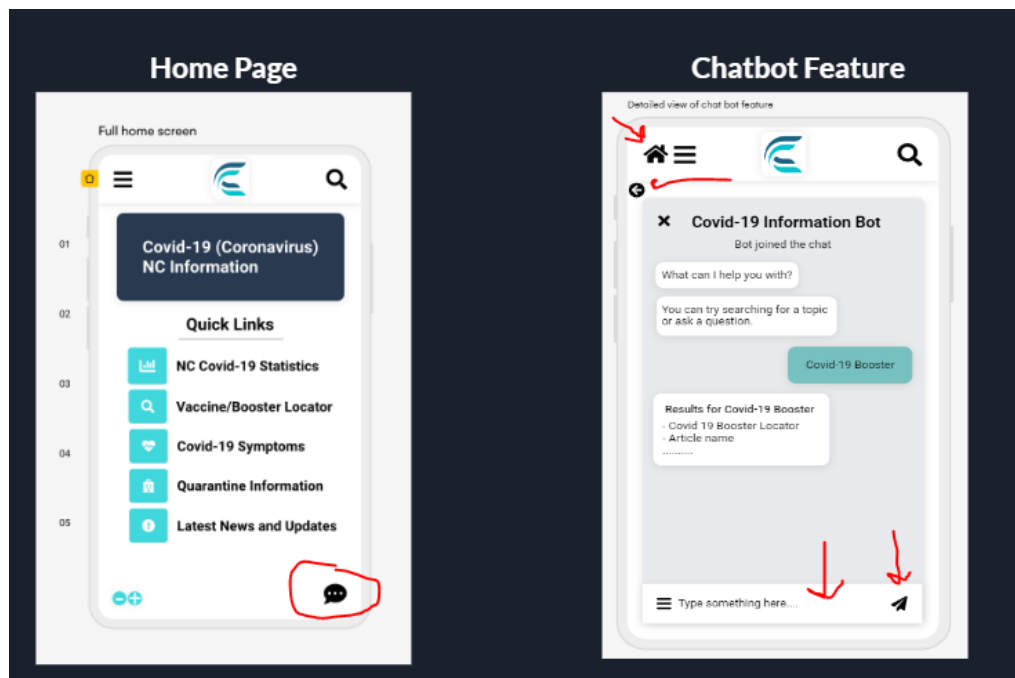 Home Page
Full home screen
01
Covid-19 (Coronavirus)
NC Information
02
Quick Links
NC Covid-19 Statistics
03
Vaccine/Booster Locator
Covid-19 Symptoms
04
Quarantine Information
05
Latest News and Updates
Chatbot Feature
Detailed view of chat bot feature
Covid-19 Information Bot
Bot joined the chat
What can I help you with?
You can try searching for a topic
or ask a question.
Covid-19 Booster
Results for Covid-19 Booster
- Covid 19 Booster Locator
- Article name
..........
Type something here....